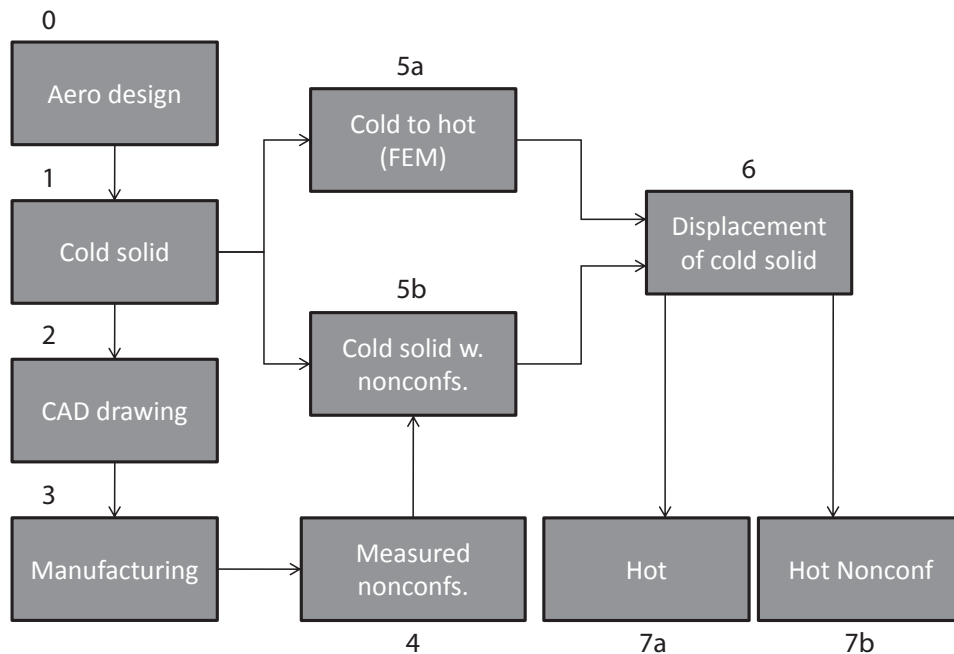 0
Aero design
1
Cold solid
2
CAD drawing
3
Manufacturing
5a
Cold to hot
(FEM)
5b
Cold solid w.
nonconfs.
Measured
nonconfs.
4
6
Displacement
of cold solid
Hot
7a
Hot Nonconf
7b